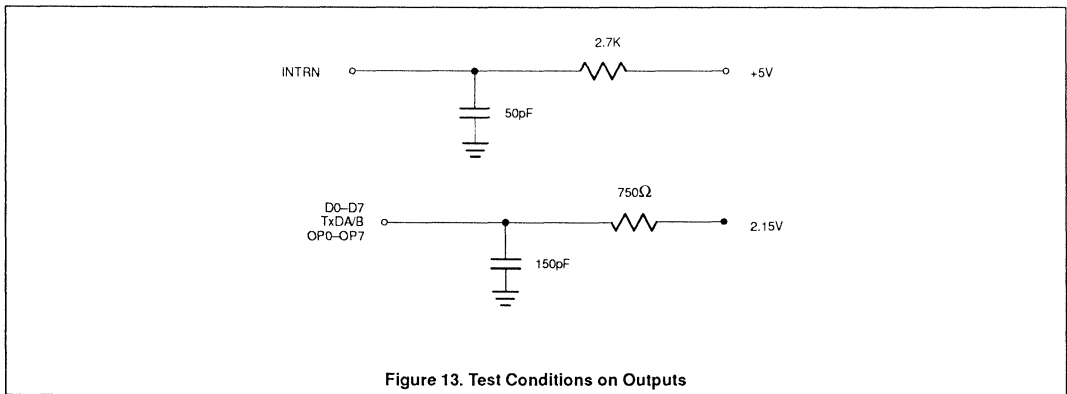 2.7K
INTRN
+5V
50pF
750Ω
D0–D7
TxDA/B
OP0–OP7
2.15V
150pF
Figure 13. Test Conditions on Outputs